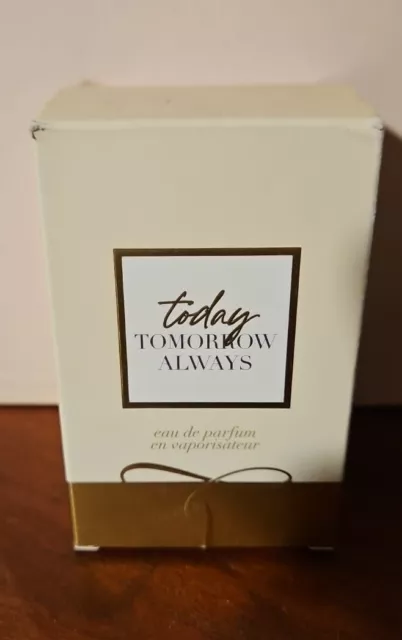 today
TOMORROW
ALWAYS
eau de parfum
en vaporisateur